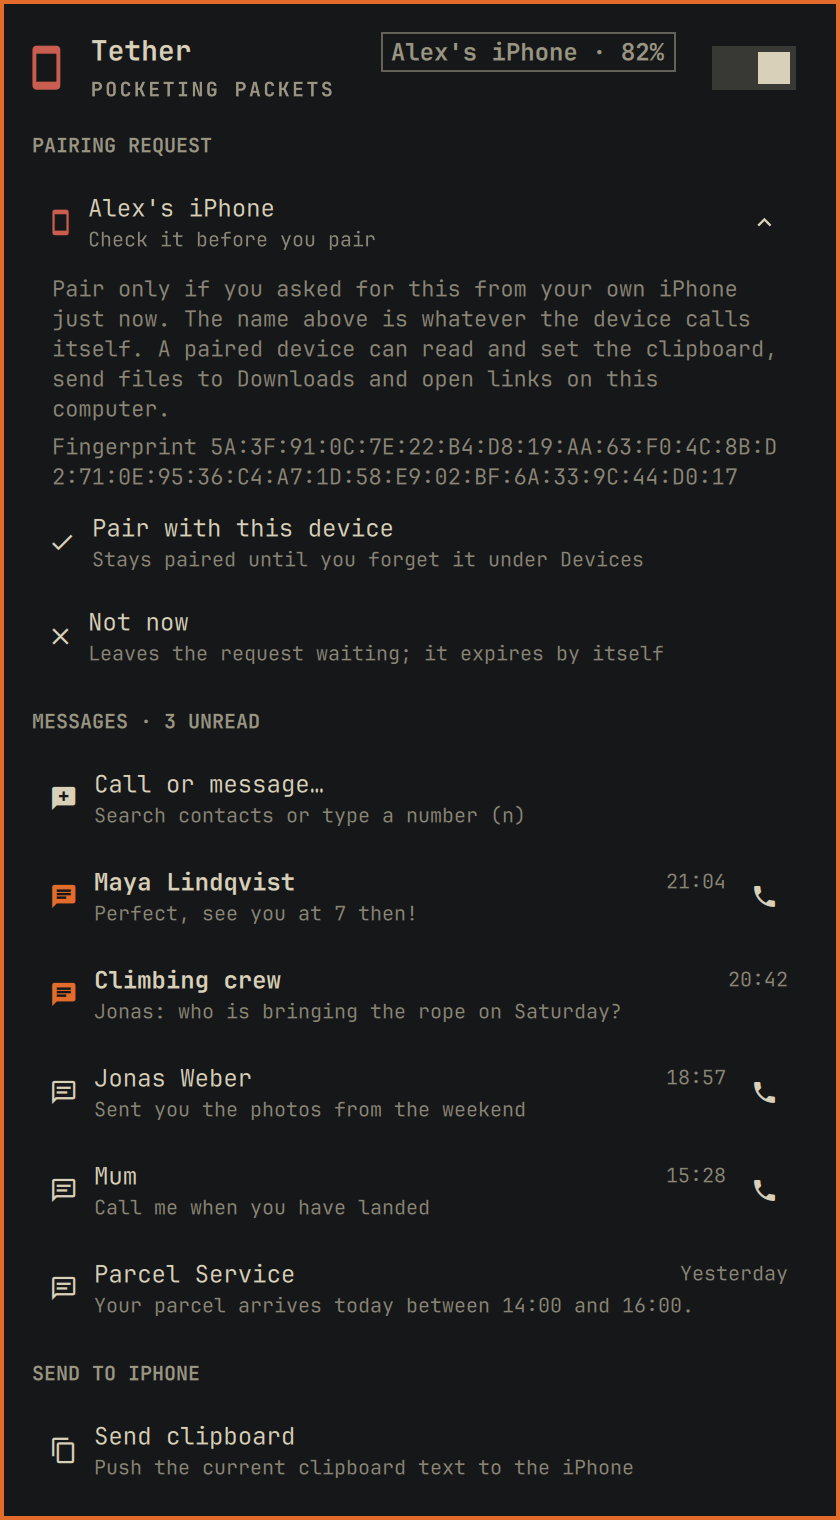 Tether
Alex's iPhone · 82%
POCKETING PACKETS
PAIRING REQUEST
Alex's iPhone
Check it before you pair
Pair only if you asked for this from your own iPhone
just now. The name above is whatever the device calls
itself. A paired device can read and set the clipboard,
send files to Downloads and open links on this
computer.
Fingerprint 5A:3F:91:0C:7E:22:B4:D8:19:AA:63:F0:4C:8B:D
2:71:0E:95:36:C4:A7:1D:58:E9:02:BF:6A:33:9C:44:D0:17
Pair with this device
Stays paired until you forget it under Devices
Not now
Leaves the request waiting; it expires by itself
MESSAGES · 3 UNREAD
Call or message…
Search contacts or type a number (n)
Maya Lindqvist 21:04
Perfect, see you at 7 then!
Climbing crew 20:42
Jonas: who is bringing the rope on Saturday?
Jonas Weber 18:57
Sent you the photos from the weekend
Mum 15:28
Call me when you have landed
Parcel Service Yesterday
Your parcel arrives today between 14:00 and 16:00.
SEND TO IPHONE
Send clipboard
Push the current clipboard text to the iPhone